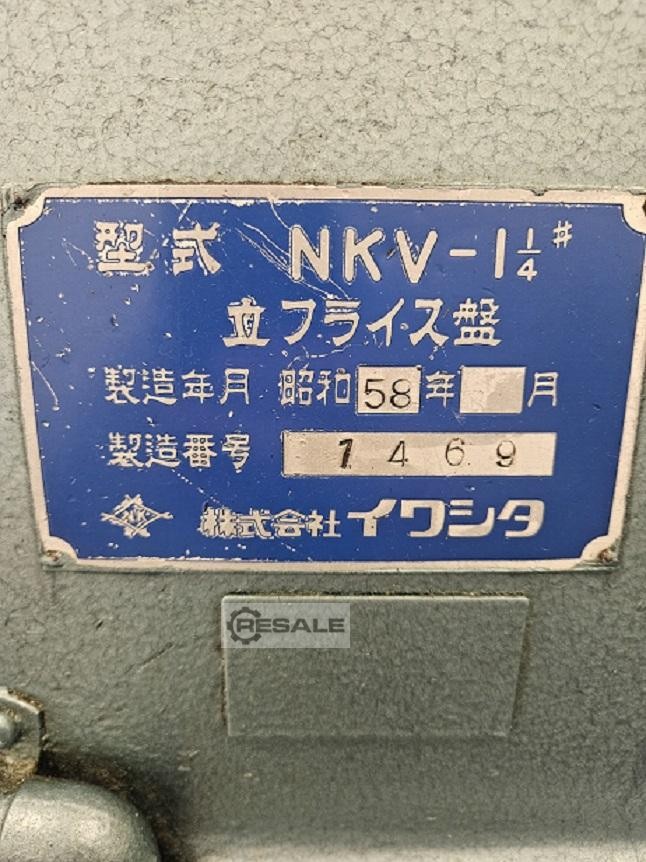 型式 NKV-1¼#
立フライス盤
製造年月 昭和58年 月
製造番号 1469
株式会社イワシタ
RESALE